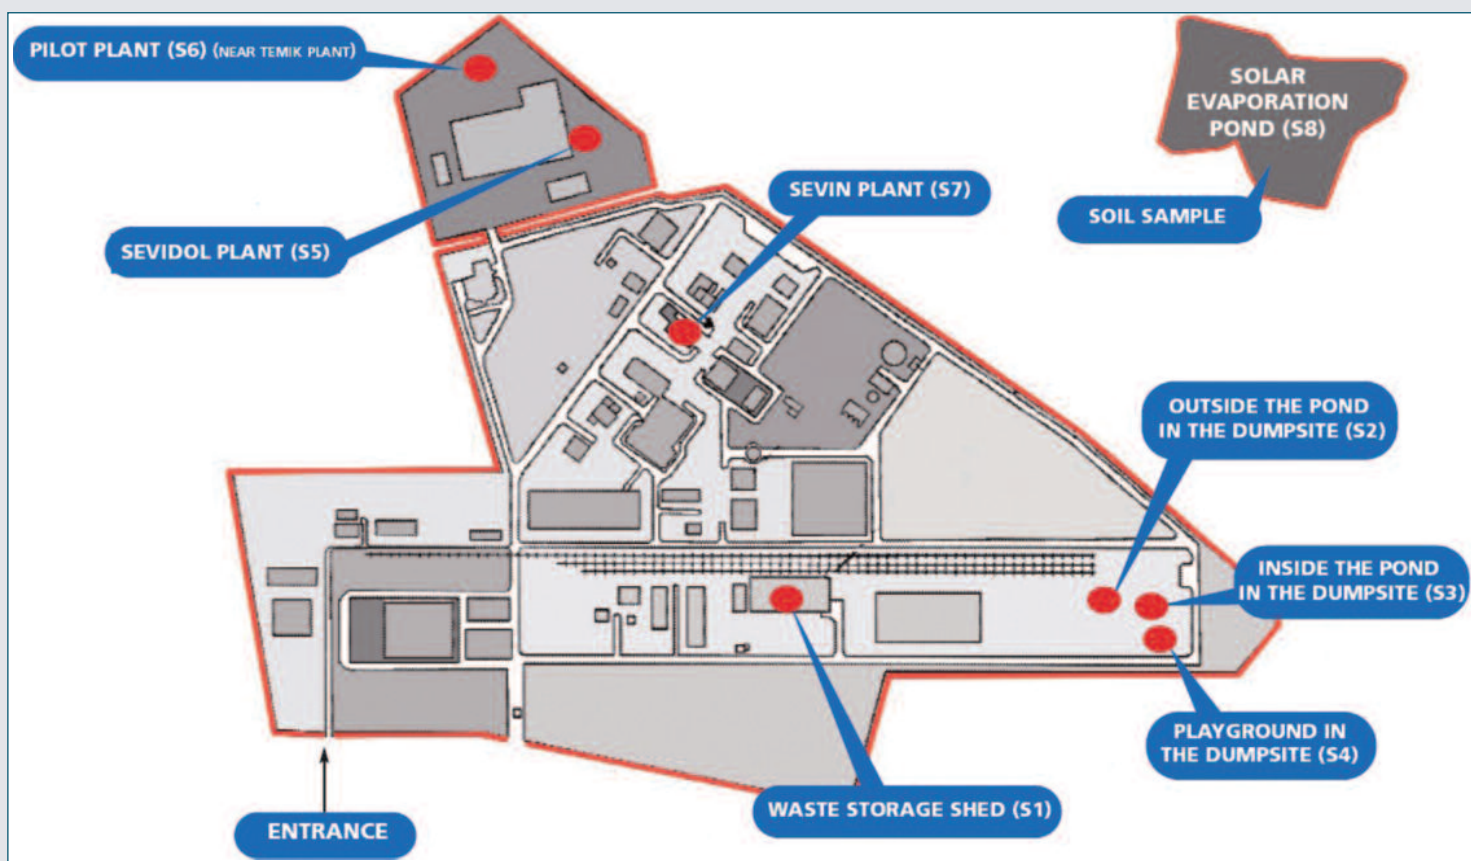 PILOT PLANT (S6) (NEAR TEMIK PLANT)
SOLAR
EVAPORATION
POND (S8)
SEVIN PLANT (S7)
SOIL SAMPLE
SEVIDOL PLANT (S5)
OUTSIDE THE POND
IN THE DUMPSITE (S2)
INSIDE THE POND
IN THE DUMPSITE (S3)
PLAYGROUND IN
THE DUMPSITE (S4)
WASTE STORAGE SHED (S1)
ENTRANCE